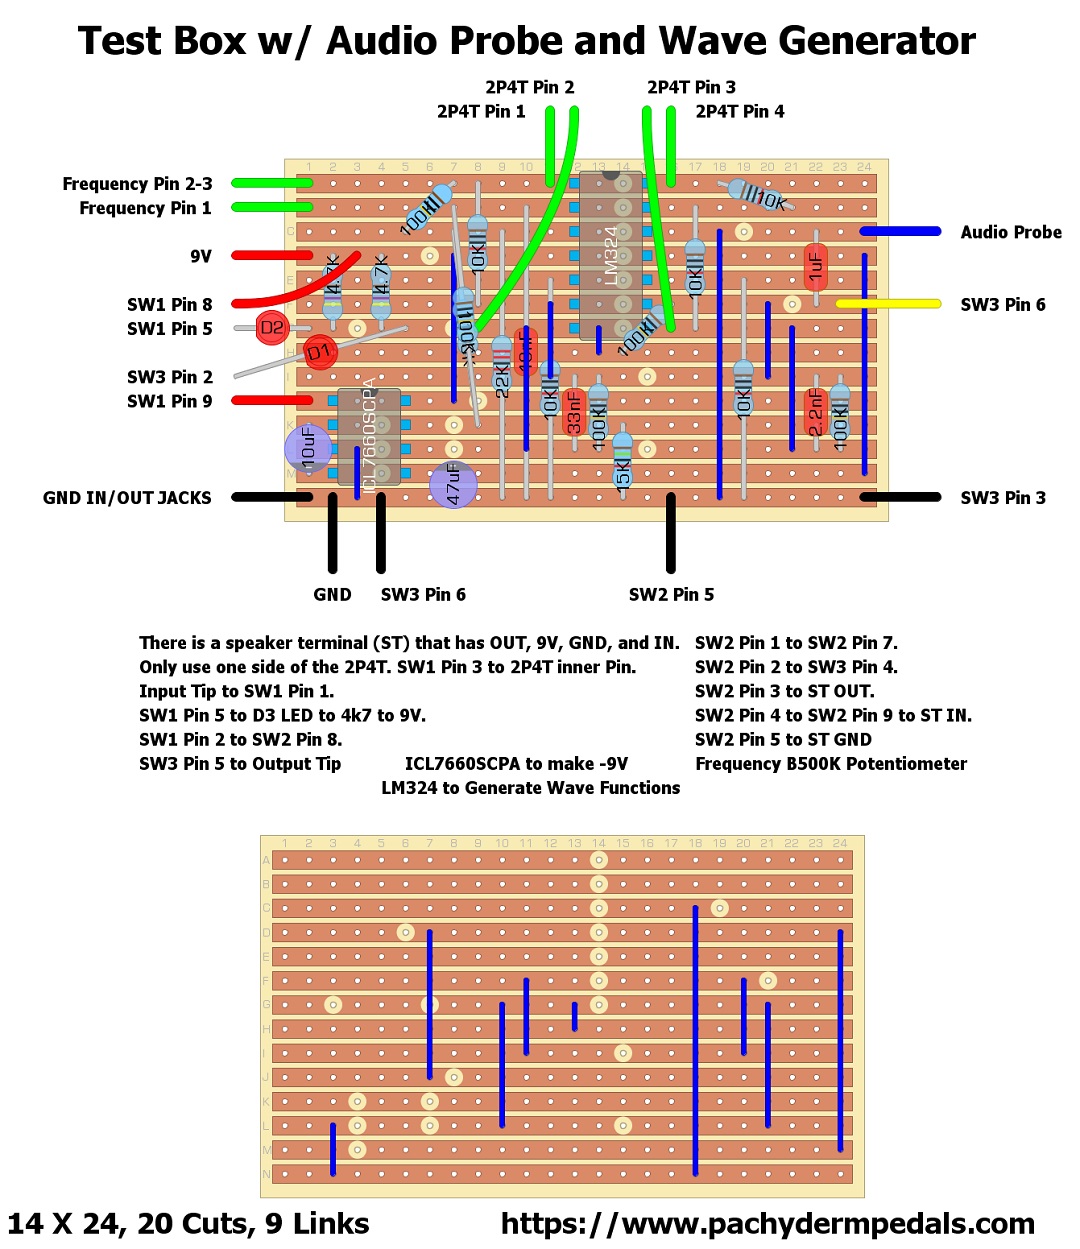 Test Box w/ Audio Probe and Wave Generator
2P4T Pin 2
2P4T Pin 3
2P4T Pin 1
2P4T Pin 4
1 2 3 4 5 6 7 8 9 10 12 13 14 17 18 19 20 21 22 23 24
Frequency Pin 2-3
Frequency Pin 1
100K
10K
C
Audio Probe
9V
4.7K
4.7K
10K
LM324
10K
1uF
E
SW1 Pin 8
SW3 Pin 6
SW1 Pin 5
D2
100K
100K
D1
H
22K
SW3 Pin 2
I
SW1 Pin 9
ICL7660SCPA
10K
33nF
100K
10K
2.2nF
100K
K
10uF
15K
M
47uF
GND IN/OUT JACKS
SW3 Pin 3
GND
SW3 Pin 6
SW2 Pin 5
There is a speaker terminal (ST) that has OUT, 9V, GND, and IN.
Only use one side of the 2P4T. SW1 Pin 3 to 2P4T inner Pin.
Input Tip to SW1 Pin 1.
SW1 Pin 5 to D3 LED to 4k7 to 9V.
SW1 Pin 2 to SW2 Pin 8.
SW3 Pin 5 to Output Tip
ICL7660SCPA to make -9V
LM324 to Generate Wave Functions
SW2 Pin 1 to SW2 Pin 7.
SW2 Pin 2 to SW3 Pin 4.
SW2 Pin 3 to ST OUT.
SW2 Pin 4 to SW2 Pin 9 to ST IN.
SW2 Pin 5 to ST GND
Frequency B500K Potentiometer
1 2 3 4 5 6 7 8 9 10 11 12 13 14 15 16 17 18 19 20 21 22 23 24
A
B
C
D
E
F
G
H
I
J
K
L
M
N
14 X 24, 20 Cuts, 9 Links
https://www.pachydermpedals.com